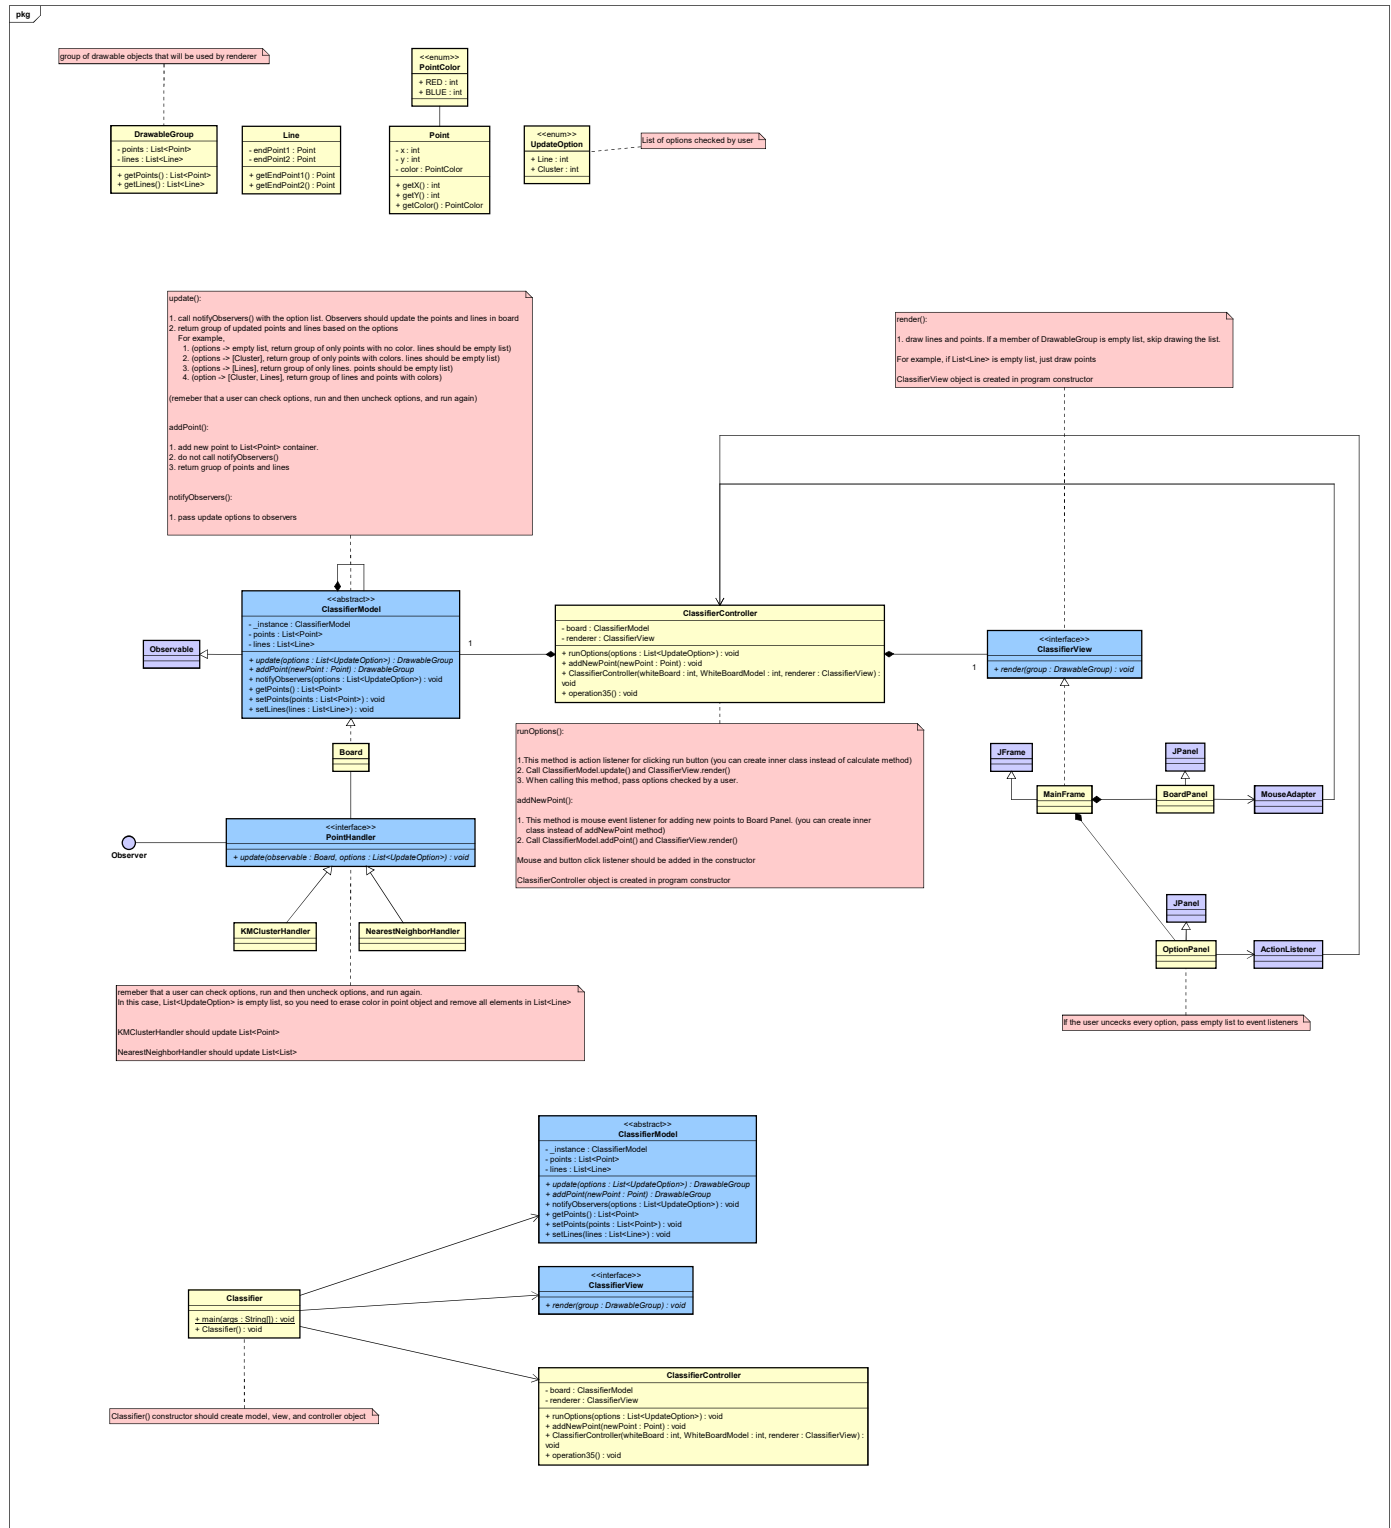 pkg
group of drawable objects that will be used by renderer
<<enum>>
PointColor
+ RED : int
+ BLUE : int
DrawableGroup
- points : List<Point>
- lines : List<Line>
+ getPoints() : List<Point>
+ getLines() : List<Line>
Line
- endPoint1 : Point
- endPoint2 : Point
+ getEndPoint1() : Point
+ getEndPoint2() : Point
Point
- x : int
- y : int
- color : PointColor
+ getX() : int
+ getY() : int
+ getColor() : PointColor
<<enum>>
UpdateOption
+ Line : int
+ Cluster : int
List of options checked by user
update():
1. call notifyObservers() with the option list. Observers should update the points and lines in board
2. return group of updated points and lines based on the options
For example,
1. (options -> empty list, return group of only points with no color. lines should be empty list)
2. (options -> [Cluster], return group of only points with colors. lines should be empty list)
3. (options -> [Lines], return group of only lines. points should be empty list)
4. (option -> [Cluster, Lines], return group of lines and points with colors)
(remeber that a user can check options, run and then uncheck options, and run again)
addPoint():
1. add new point to List<Point> container.
2. do not call notifyObservers()
3. return gruop of points and lines
notifyObservers():
1. pass update options to observers
render():
1. draw lines and points. If a member of DrawableGroup is empty list, skip drawing the list.
For example, if List<Line> is empty list, just draw points
ClassifierView object is created in program constructor
<<abstract>>
ClassifierModel
- _instance : ClassifierModel
- points : List<Point>
- lines : List<Line>
+ update(options : List<UpdateOption>) : DrawableGroup
+ addPoint(newPoint : Point) : DrawableGroup
+ notifyObservers(options : List<UpdateOption>) : void
+ getPoints() : List<Point>
+ setPoints(points : List<Point>) : void
+ setLines(lines : List<Line>) : void
Observable
1
ClassifierController
- board : ClassifierModel
- renderer : ClassifierView
+ runOptions(options : List<UpdateOption>) : void
+ addNewPoint(newPoint : Point) : void
+ ClassifierController(whiteBoard : int, WhiteBoardModel : int, renderer : ClassifierView) :
void
+ operation35() : void
1
<<interface>>
ClassifierView
+ render(group : DrawableGroup) : void
Board
runOptions():
1.This method is action listener for clicking run button (you can create inner class instead of calculate method)
2. Call ClassifierModel.update() and ClassifierView.render()
3. When calling this method, pass options checked by a user.
addNewPoint():
1. This method is mouse event listener for adding new points to Board Panel. (you can create inner
class instead of addNewPoint method)
2. Call ClassifierModel.addPoint() and ClassifierView.render()
Mouse and button click listener should be added in the constructor
ClassifierController object is created in program constructor
JFrame
JPanel
MainFrame
BoardPanel
MouseAdapter
<<interface>>
PointHandler
+ update(observable : Board, options : List<UpdateOption>) : void
Observer
KMClusterHandler
NearestNeighborHandler
JPanel
OptionPanel
ActionListener
remeber that a user can check options, run and then uncheck options, and run again.
In this case, List<UpdateOption> is empty list, so you need to erase color in point object and remove all elements in List<Line>
KMClusterHandler should update List<Point>
NearestNeighborHandler should update List<List>
If the user unchecks every option, pass empty list to event listeners
<<abstract>>
ClassifierModel
- _instance : ClassifierModel
- points : List<Point>
- lines : List<Line>
+ update(options : List<UpdateOption>) : DrawableGroup
+ addPoint(newPoint : Point) : DrawableGroup
+ notifyObservers(options : List<UpdateOption>) : void
+ getPoints() : List<Point>
+ setPoints(points : List<Point>) : void
+ setLines(lines : List<Line>) : void
<<interface>>
ClassifierView
+ render(group : DrawableGroup) : void
Classifier
+ main(args : String[]) : void
+ Classifier() : void
Classifier() constructor should create model, view, and controller object
ClassifierController
- board : ClassifierModel
- renderer : ClassifierView
+ runOptions(options : List<UpdateOption>) : void
+ addNewPoint(newPoint : Point) : void
+ ClassifierController(whiteBoard : int, WhiteBoardModel : int, renderer : ClassifierView) :
void
+ operation35() : void